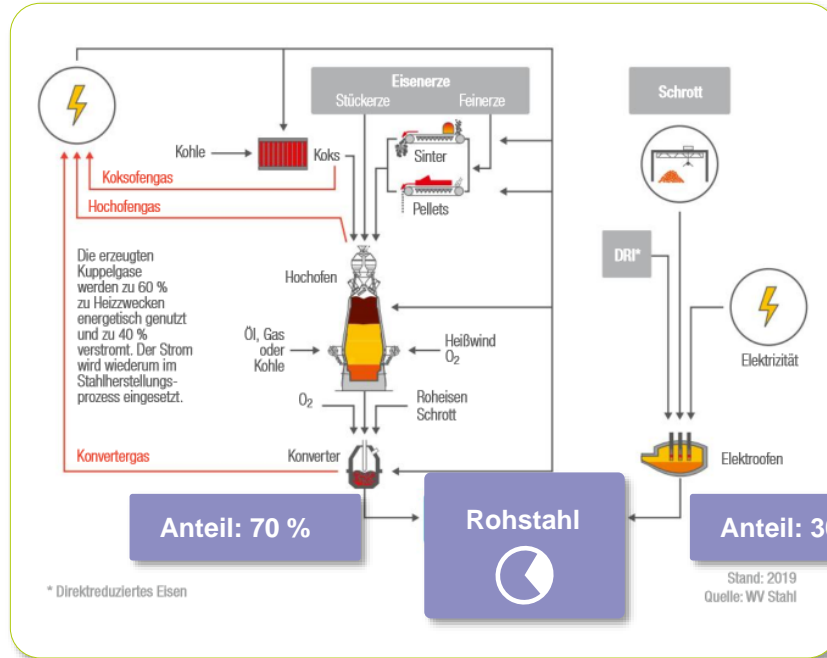 Eisenerze
Stückerze
Feinerze
Schrott
Kohle
Koks
Sinter
Koksofengas
Hochofengas
Pellets
Die erzeugten
Kuppelgase
werden zu 60 %
zu Heizzwecken
energetisch genutzt
und zu 40 %
verstromt. Der Strom
wird wiederum im
Stahlherstellungs-
prozess eingesetzt.
Hochofen
DRI*
Öl, Gas
oder
Kohle
Heißwind
O₂
Elektrizität
O₂
Roheisen
Schrott
Konvertergas
Konverter
Elektroofen
Anteil: 70 %
Rohstahl
Anteil:
* Direktreduziertes Eisen
Stand: 2019
Quelle: WV Stahl